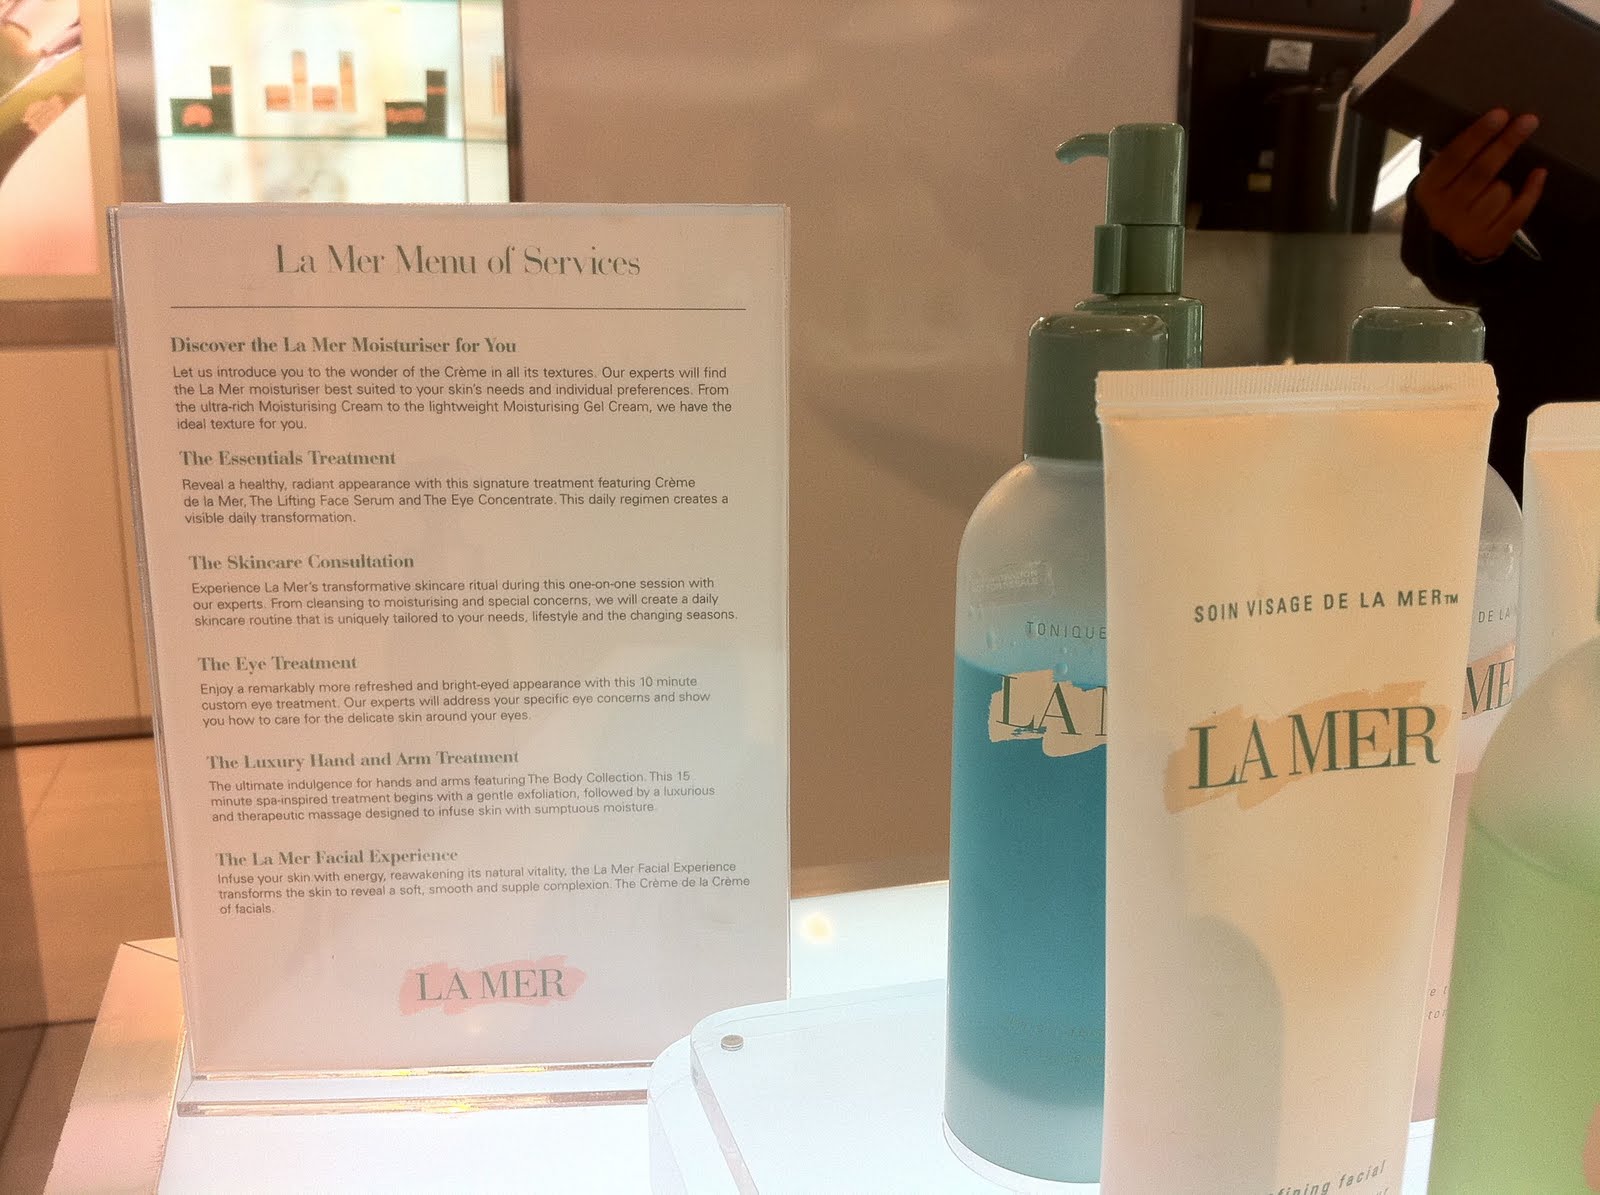 La Mer Menu of Services
Discover the La Mer Moisturiser for You
Let us introduce you to the wonder of the Crème in all its textures. Our experts will find
the La Mer moisturiser best suited to your skin's needs and individual preferences. From
the ultra-rich Moisturising Cream to the lightweight Moisturising Gel Cream, we have the
ideal texture for you.
The Essentials Treatment
Reveal a healthy, radiant appearance with this signature treatment featuring Crème
de la Mer, The Lifting Face Serum and The Eye Concentrate. This daily regimen creates a
visible daily transformation.
The Skincare Consultation
Experience La Mer's transformative skincare ritual during this one-on-one session with
our experts. From cleansing to moisturising and special concerns, we will create a daily
skincare routine that is uniquely tailored to your needs, lifestyle and the changing seasons.
The Eye Treatment
Enjoy a remarkably more refreshed and bright-eyed appearance with this 10 minute
custom eye treatment. Our experts will address your specific eye concerns and show
you how to care for the delicate skin around your eyes.
The Luxury Hand and Arm Treatment
The ultimate indulgence for hands and arms featuring The Body Collection. This 15
minute spa-inspired treatment begins with a gentle exfoliation, followed by a luxurious
and therapeutic massage designed to infuse skin with sumptuous moisture.
The La Mer Facial Experience
Infuse your skin with energy, reawakening its natural vitality, the La Mer Facial Experience
transforms the skin to reveal a soft, smooth and supple complexion. The Crème de la Crème
of facials.
LA MER
TONIQUE
LA M
SOIN VISAGE DE LA MER™
LA MER
fining facial
DE LA
ME